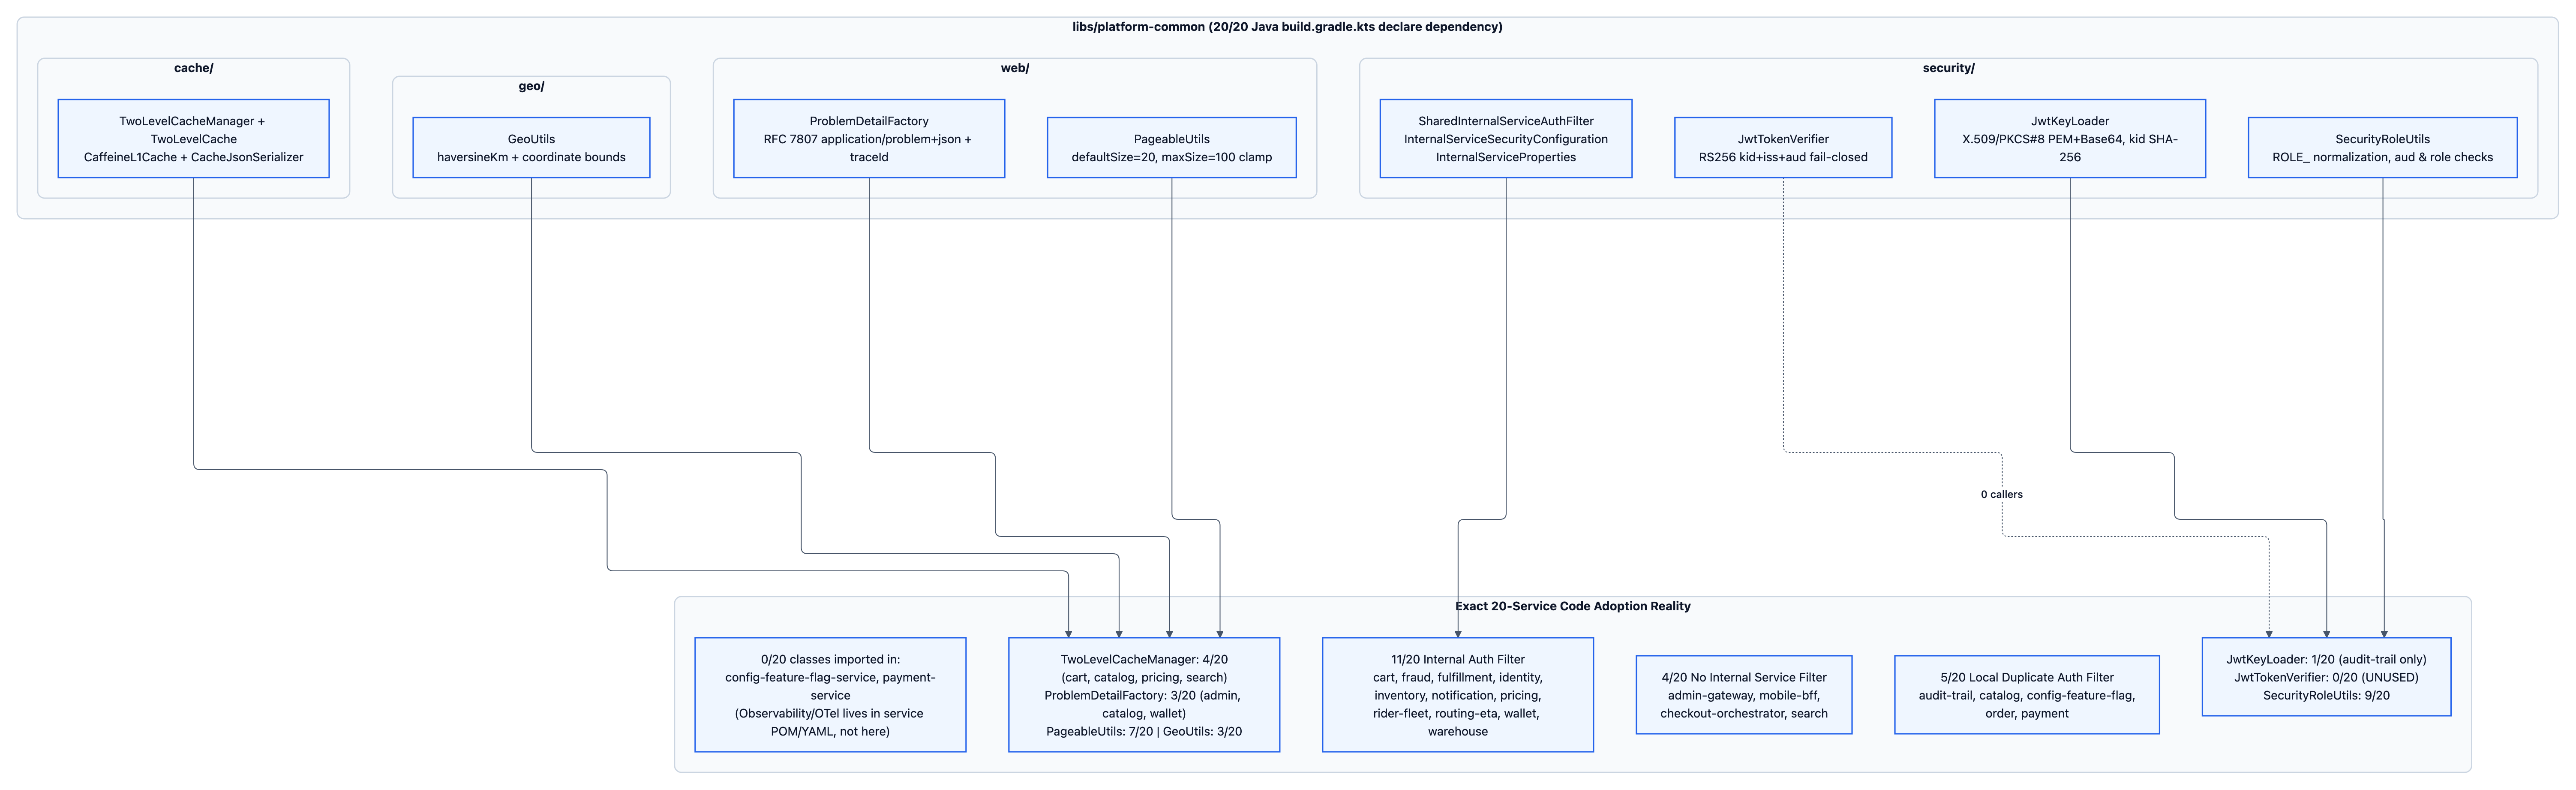 libs/platform-common (20/20 Java build.gradle.kts declare dependency)
cache/
TwoLevelCacheManager +
TwoLevelCache
CaffeineL1Cache + CacheJsonSerializer
geo/
GeoUtils
haversineKm + coordinate bounds
web/
ProblemDetailFactory
RFC 7807 application/problem+json +
traceId
PageableUtils
defaultSize=20, maxSize=100 clamp
security/
SharedInternalServiceAuthFilter
InternalServiceSecurityConfiguration
InternalServiceProperties
JwtTokenVerifier
RS256 kid+iss+aud fail-closed
JwtKeyLoader
X.509/PKCS#8 PEM+Base64, kid SHA-
256
SecurityRoleUtils
ROLE_ normalization, aud & role checks
0 callers
Exact 20-Service Code Adoption Reality
0/20 classes imported in:
config-feature-flag-service, payment-
service
(Observability/OTel lives in service
POM/YAML, not here)
TwoLevelCacheManager: 4/20
(cart, catalog, pricing, search)
ProblemDetailFactory: 3/20 (admin,
catalog, wallet)
PageableUtils: 7/20 | GeoUtils: 3/20
11/20 Internal Auth Filter
cart, fraud, fulfillment, identity,
inventory, notification, pricing,
rider-fleet, routing-eta, wallet,
warehouse
4/20 No Internal Service Filter
admin-gateway, mobile-bff,
checkout-orchestrator, search
5/20 Local Duplicate Auth Filter
audit-trail, catalog, config-feature-flag,
order, payment
JwtKeyLoader: 1/20 (audit-trail only)
JwtTokenVerifier: 0/20 (UNUSED)
SecurityRoleUtils: 9/20